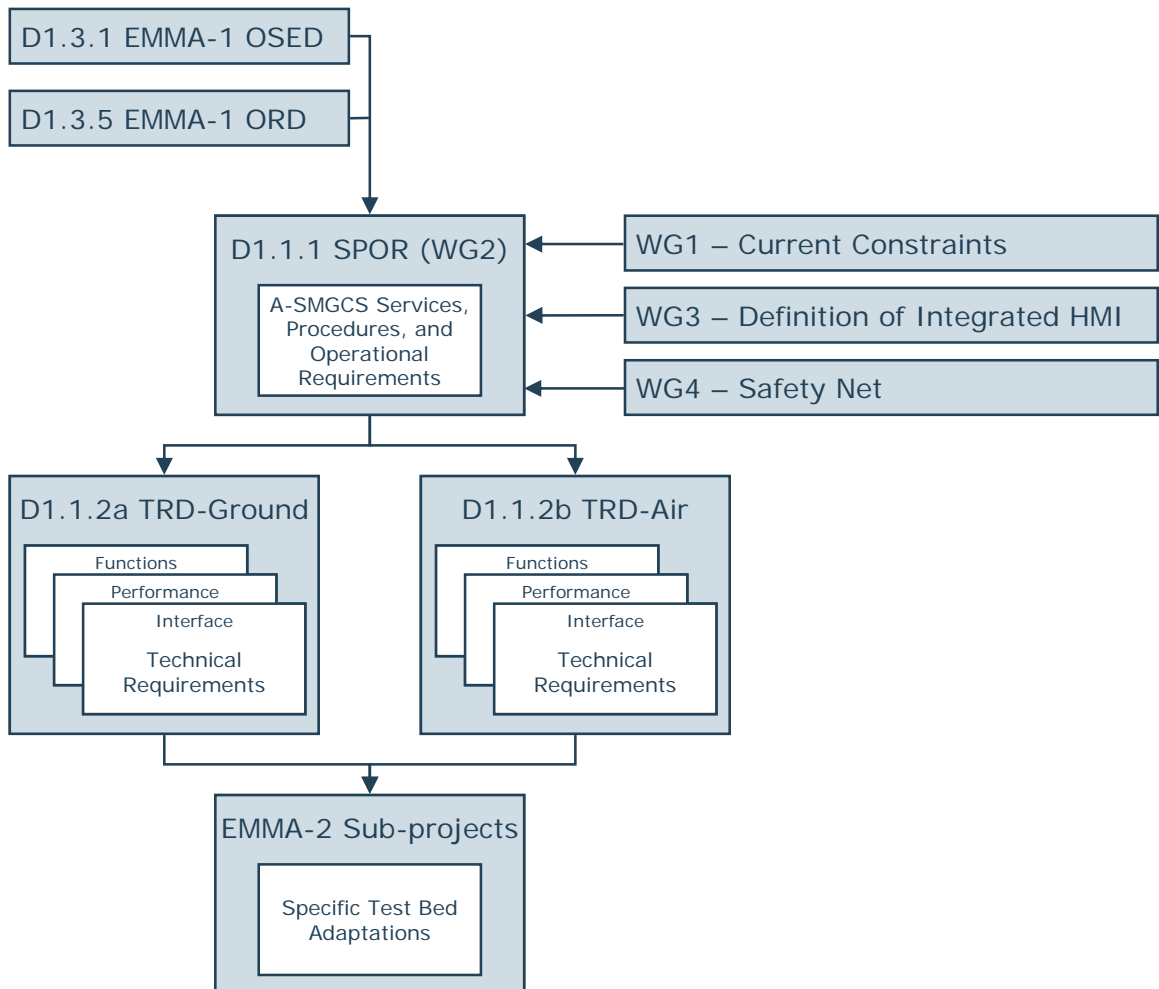 D1.3.1 EMMA-1 OSED
D1.3.5 EMMA-1 ORD
D1.1.1 SPOR (WG2)
A-SMGCS Services,
Procedures, and
Operational
Requirements
WG1 – Current Constraints
WG3 – Definition of Integrated HMI
WG4 – Safety Net
D1.1.2a TRD-Ground
Functions
Performance
Interface
Technical
Requirements
D1.1.2b TRD-Air
Functions
Performance
Interface
Technical
Requirements
EMMA-2 Sub-projects
Specific Test Bed
Adaptations